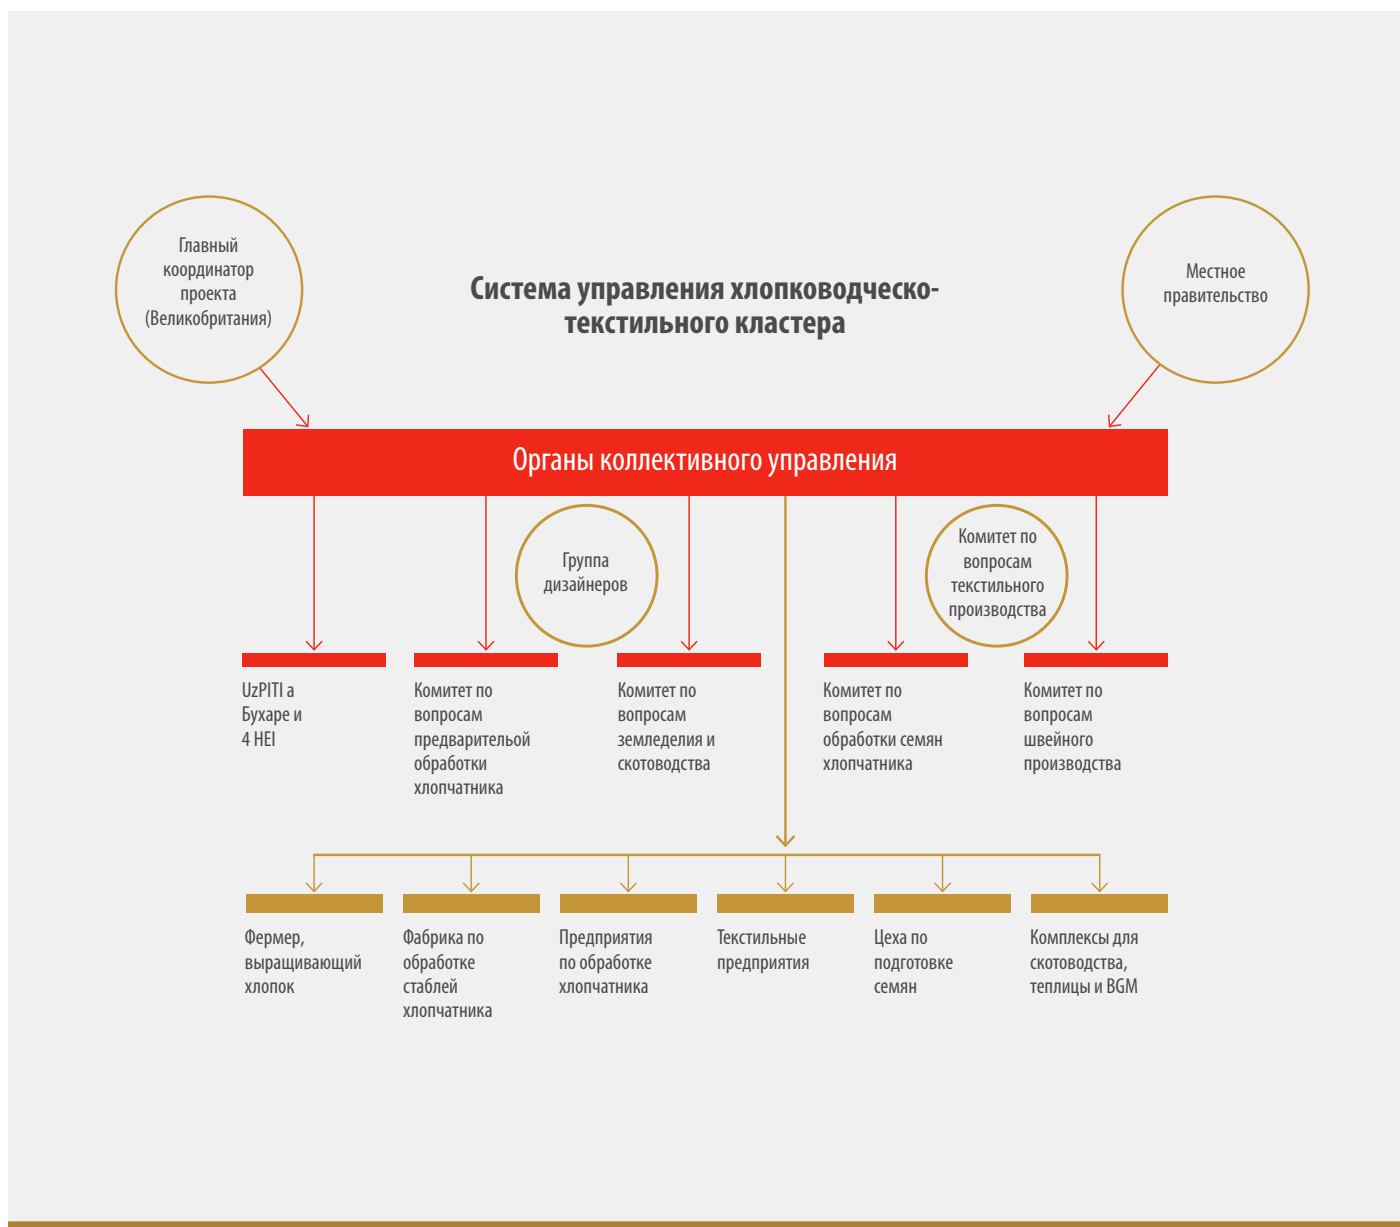 Главный
координатор
проекта
(Великобритания)
Система управления хлопководческо-
текстильного кластера
Местное
правительство
Органы коллективного управления
Группа
дизайнеров
Комитет по
вопросам
текстильного
производства
UzPITI a
Бухаре и
4 HEI
Комитет по
вопросам
предварительой
обработки
хлопчатника
Комитет по
вопросам
земледелия и
скотоводства
Комитет по
вопросам
обработки семян
хлопчатника
Комитет по
вопросам
швейного
производства
Фермер,
выращивающий
хлопок
Фабрика по
обработке
стаблей
хлопчатника
Предприятия
по обработке
хлопчатника
Текстильные
предприятия
Цеха по
подготовке
семян
Комплексы для
скотоводства,
теплицы и BGM